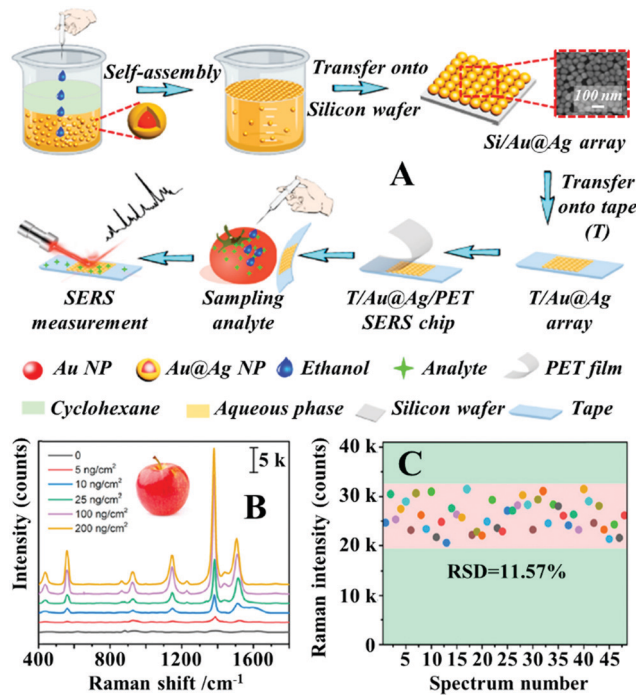 Self-assembly
Transfer onto
Silicon wafer
100 nm
Si/Au@Ag array
A
Transfer
onto tape
(T)
SERS
measurement
Sampling
analyte
T/Au@Ag/PET
SERS chip
T/Au@Ag
array
Au NP
Au@Ag NP
Ethanol
Analyte
PET film
Cyclohexane
Aqueous phase
Silicon wafer
Tape
B
Intensity (counts)
0
5 ng/cm²
10 ng/cm²
25 ng/cm²
100 ng/cm²
200 ng/cm²
5 k
400 800 1200 1600
Raman shift /cm⁻¹
C
Raman intensity (counts)
40 k
30 k
20 k
10 k
0
RSD=11.57%
5 10 15 20 25 30 35 40 45
Spectrum number